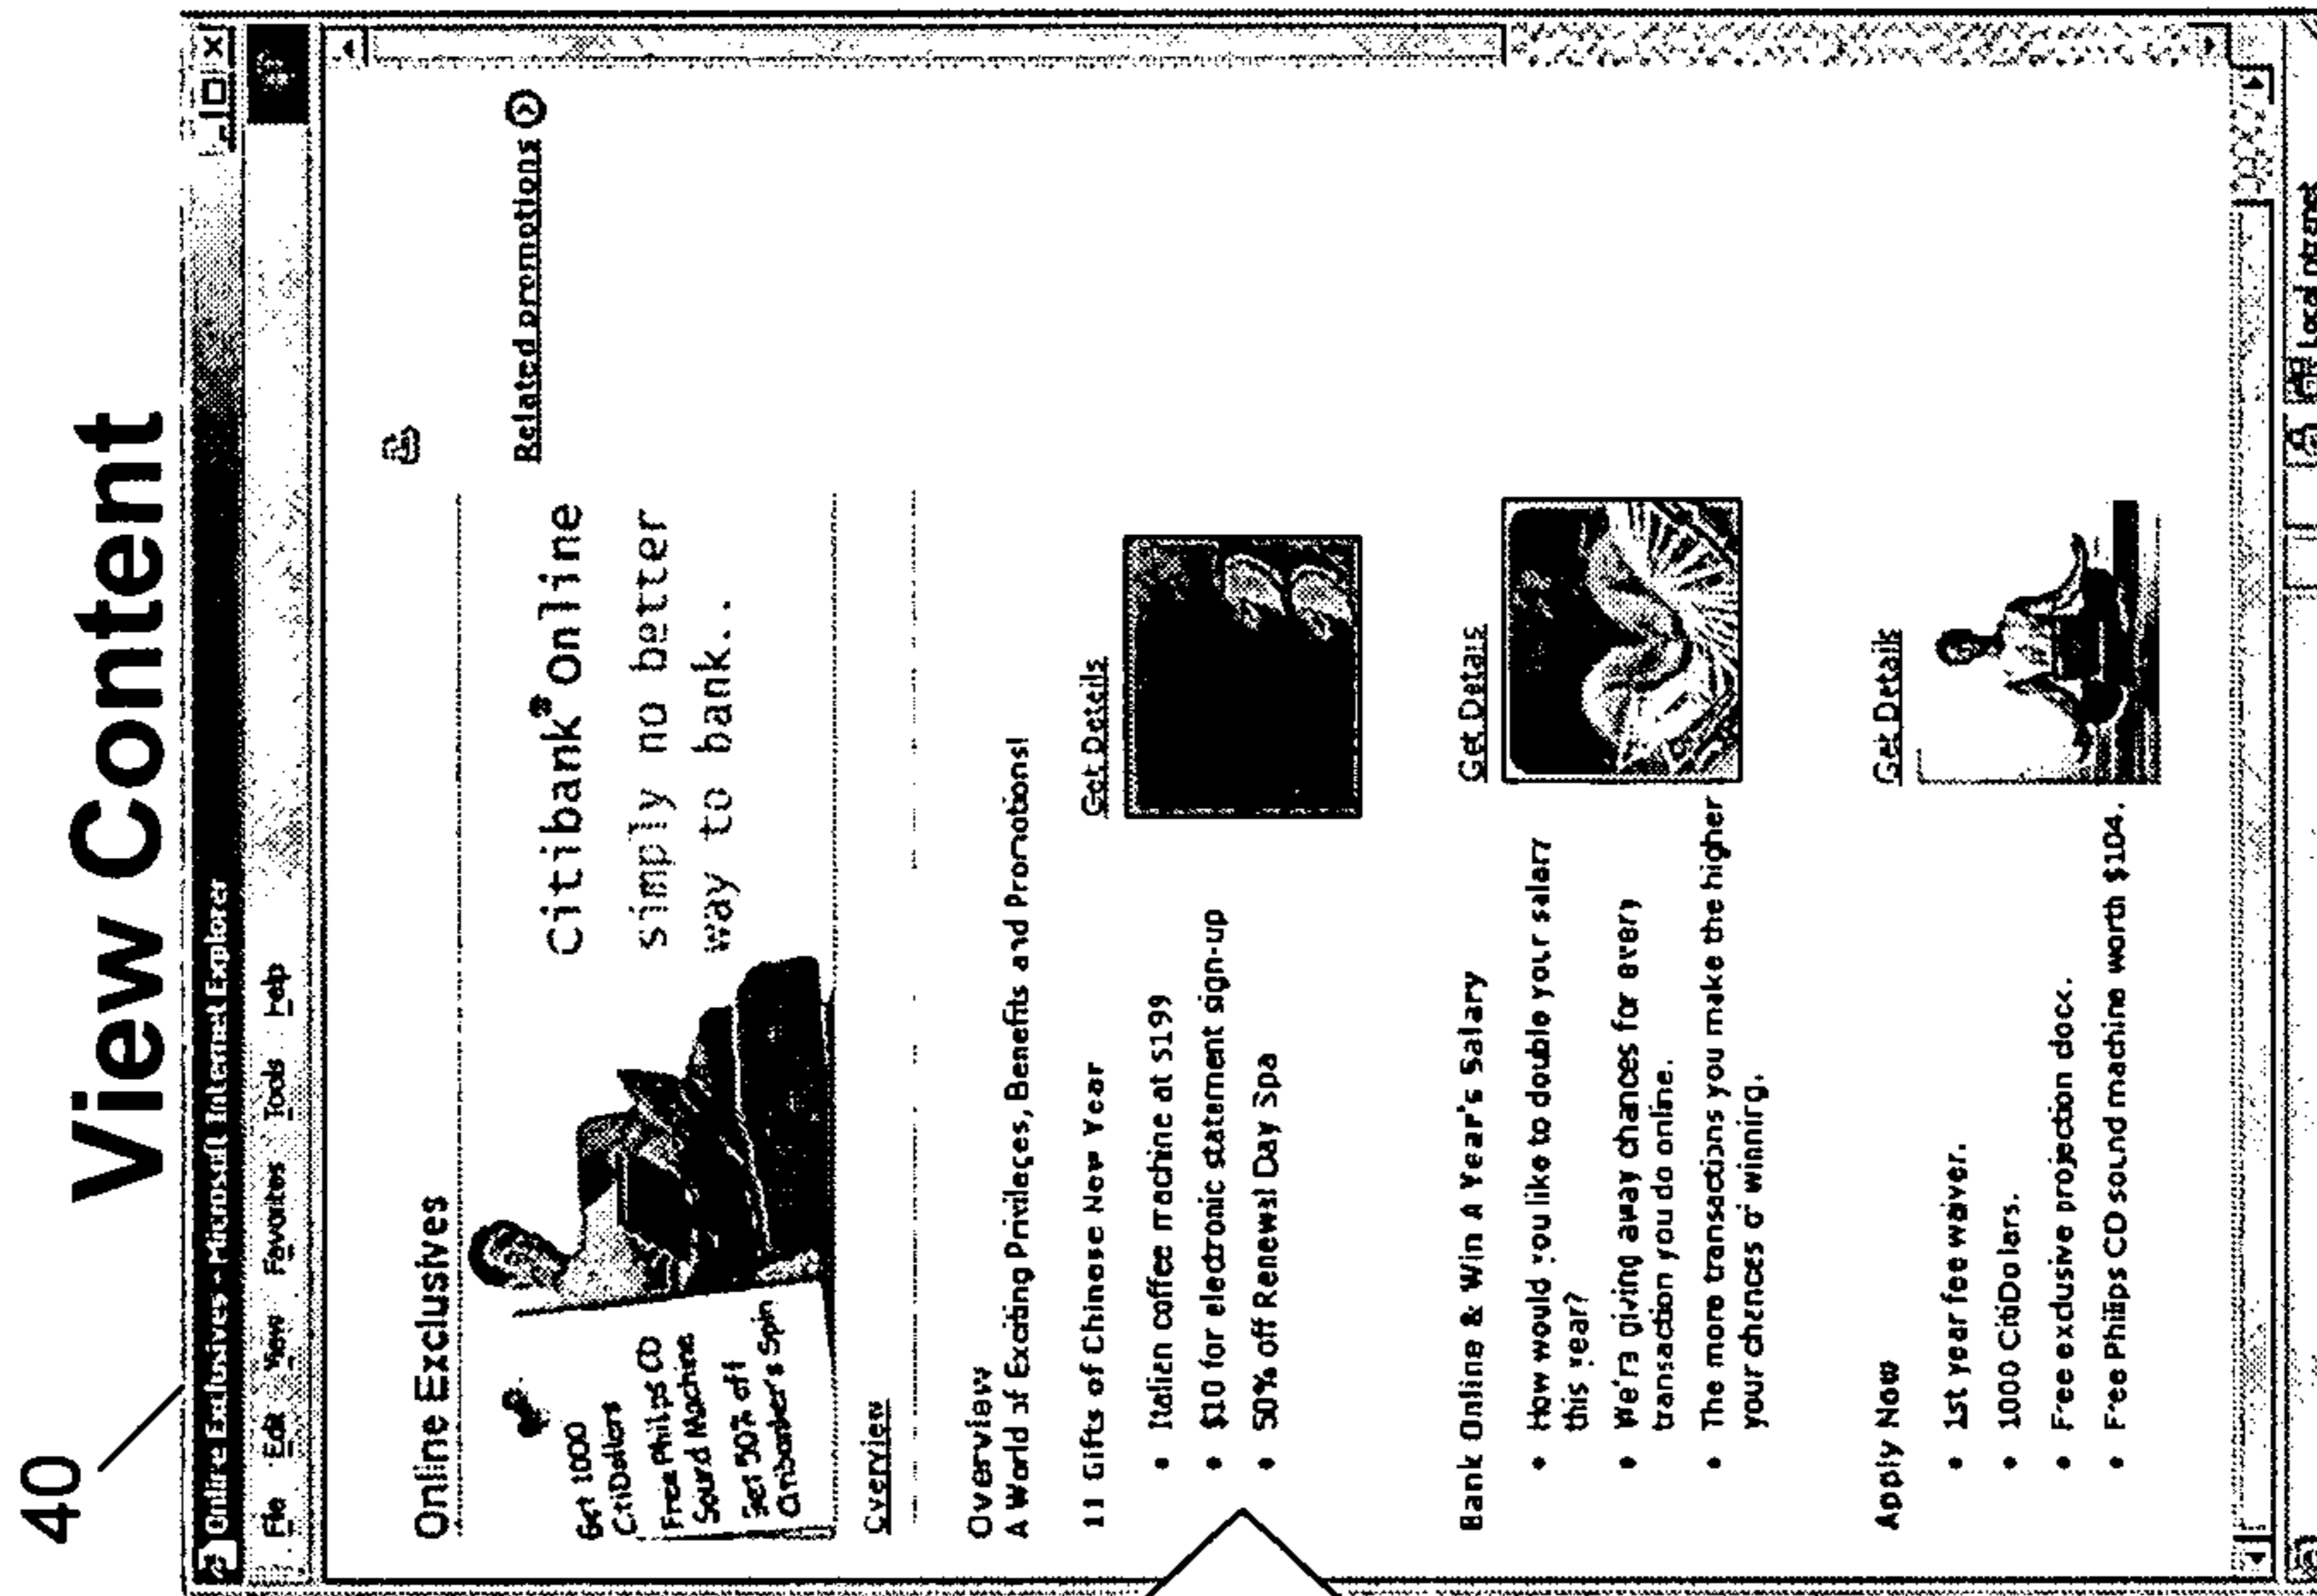 40
View Content
Online Exclusives - Microsoft Internet Explorer
File Edit View Favorites Tools Help
Online Exclusives
Get 1000
CitiDollars
Free Philips CD
Sound Machine
Get 50% off
Citibank® Online
simply no better
way to bank..
Related promotions
Overview
Overview
A World of Exciting Privileges, Benefits and Promotions!
11 Gifts of Chinese New Year
Get Details
• Italian coffee machine at $199
• $10 for electronic statement sign-up
• 50% off Renewal Day Spa
Bank Online & Win A Year's Salary
Get Details
• How would you like to double your salary
this year?
• We're giving away chances for every
transaction you do online.
• The more transactions you make the higher
your chances of winning.
Apply Now
Get Details
• 1st year fee waiver.
• 1000 CitiDollars.
• Free exclusive projection clock.
• Free Philips CD sound machine worth $104.
Local intranet